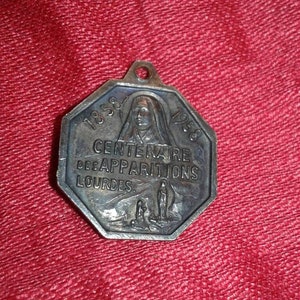 1858 1958
CENTENAIRE
DES APPARITIONS
LOURDES